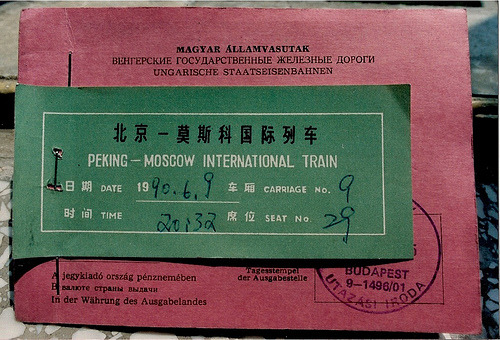 MAGYAR ÁLLAMVASUTAK
ВЕНГЕРСКИЕ ГОСУДАРСТВЕННЫЕ ЖЕЛЕЗНЫЕ ДОРОГИ
UNGARISCHE STAATSEISENBAHNEN
北京—莫斯科国际列车
PEKING—MOSCOW INTERNATIONAL TRAIN
日期 DATE 1990.6.9 车厢 CARRIAGE No. 9
时间 TIME 20:32 席位 SEAT No. 29
A jegykiadó ország pénznemében
В валюте страны выдачи
In der Währung des Ausgabelandes
Tagesstempel
der Ausgabestelle
BUDAPEST
9-1496/01
UTAZÁSI IRODA